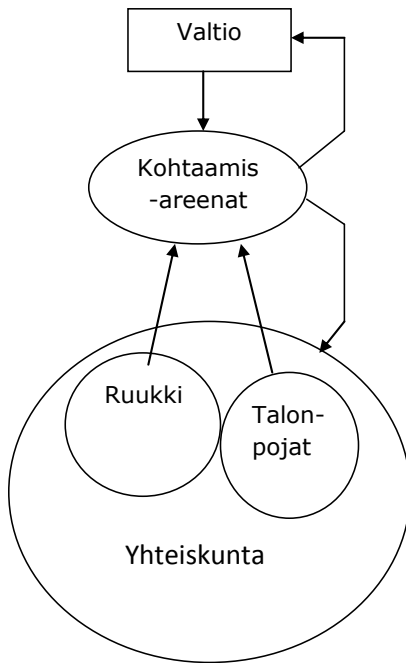 Valtio
Kohtaamis
-areenat
Ruukki
Talon-
pojat
Yhteiskunta